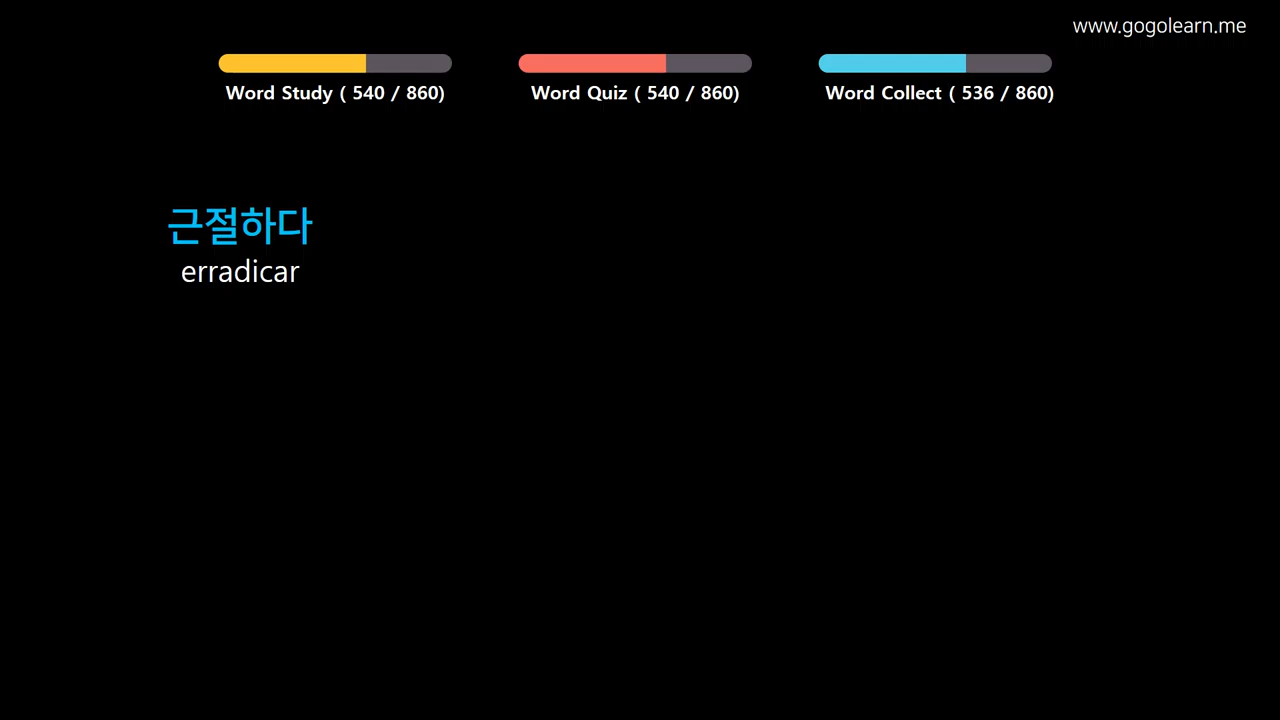 www.gogolearn.me
Word Study ( 540 / 860)
Word Quiz ( 540 / 860)
Word Collect ( 536 / 860)
근절하다
erradicar